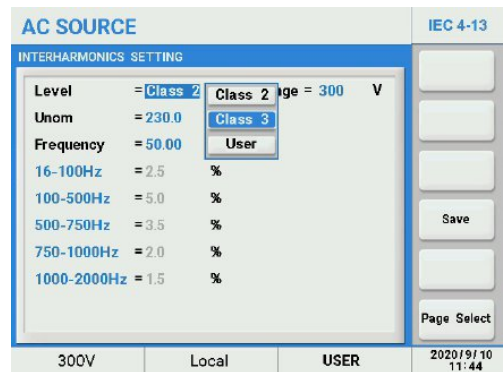 AC SOURCE
IEC 4-13
INTERHARMONICS SETTING
Level = Class 2 ge = 300 V
Class 2
Class 3
User
Unom = 230.0
Frequency = 50.00
16-100Hz = 2.5 %
100-500Hz = 5.0 %
500-750Hz = 3.5 %
750-1000Hz = 2.0 %
1000-2000Hz = 1.5 %
Save
Page Select
300V Local USER 2020/9/10
11:44